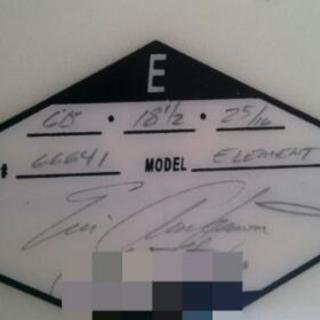 E
6'8" • 18 1/2 • 2 5/16
# 66641 MODEL ELEMENT